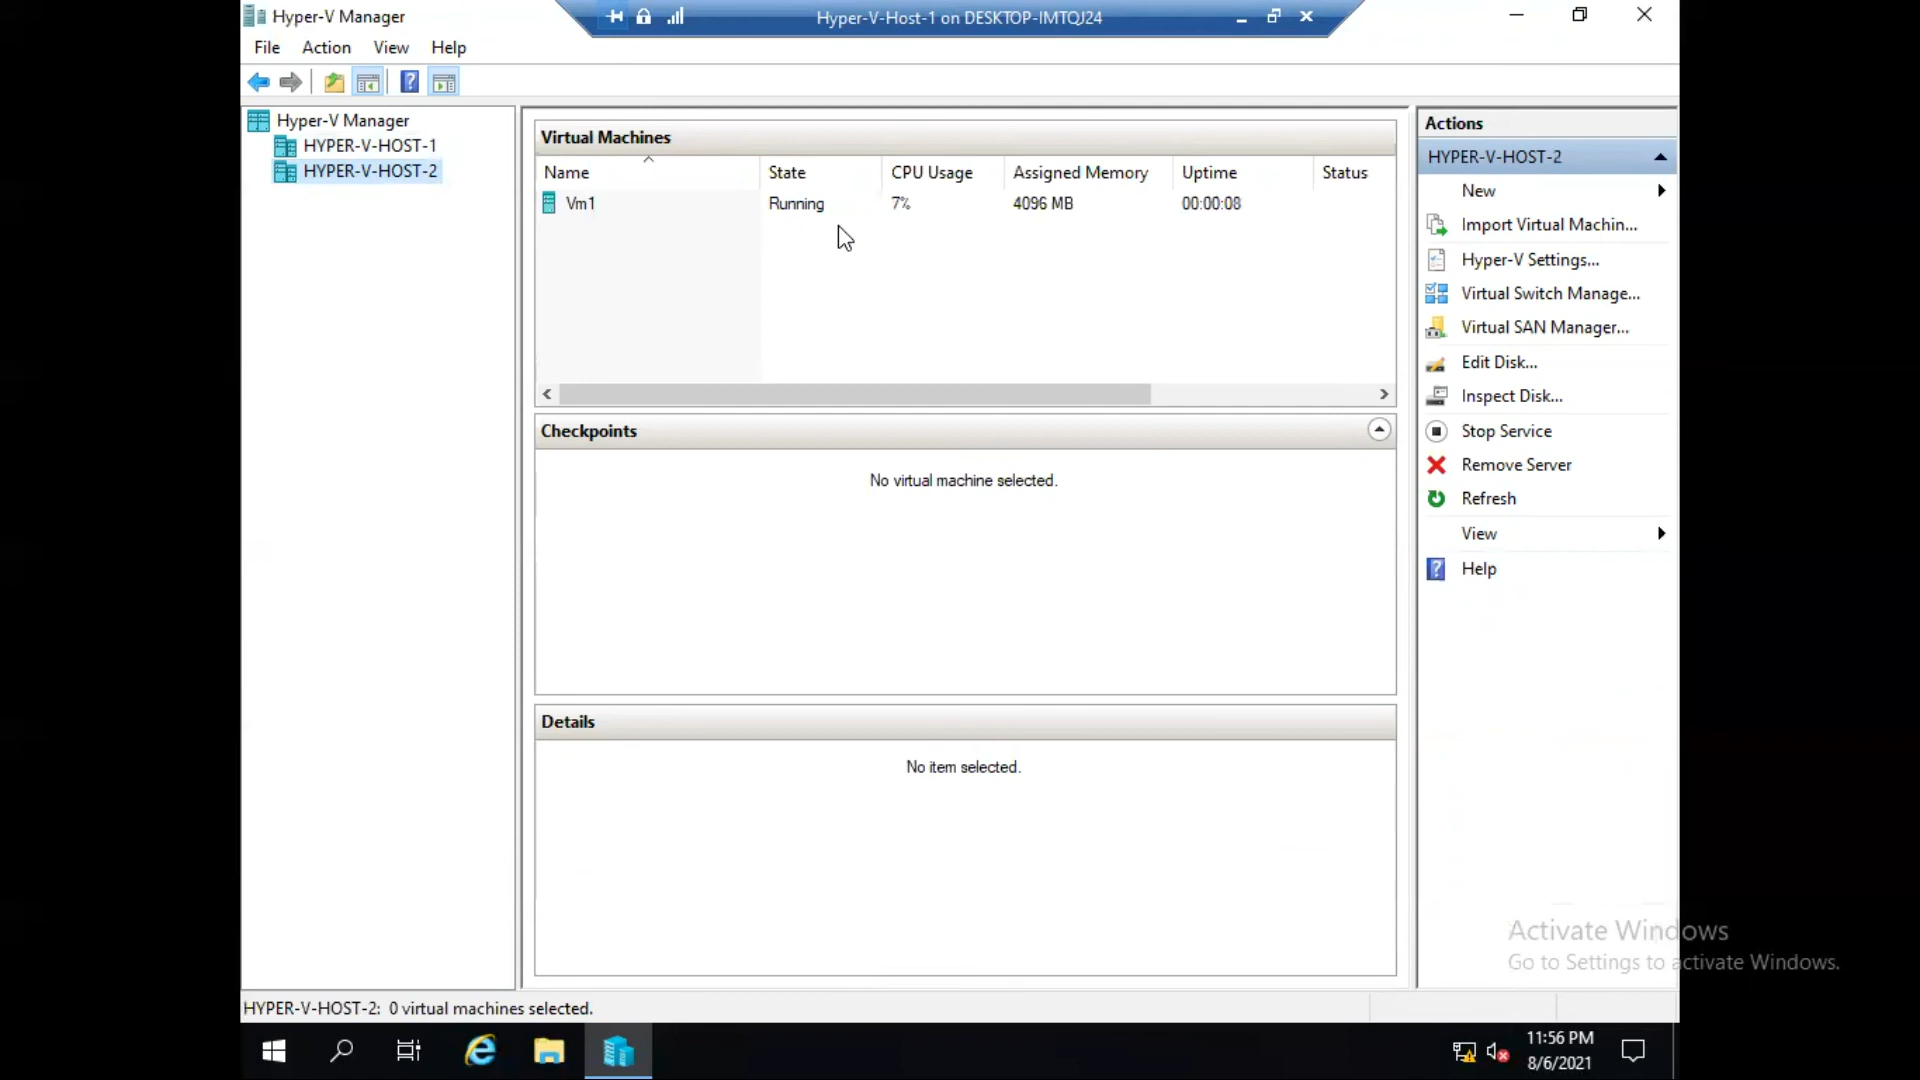 Hyper-V Manager
Hyper-V-Host-1 on DESKTOP-IMTQJ24
File Action View Help
Hyper-V Manager
HYPER-V-HOST-1
HYPER-V-HOST-2
Virtual Machines
Name State CPU Usage Assigned Memory Uptime Status
Vm1 Running 7% 4096 MB 00:00:08
Checkpoints
No virtual machine selected.
Details
No item selected.
Actions
HYPER-V-HOST-2
New
Import Virtual Machin...
Hyper-V Settings...
Virtual Switch Manage...
Virtual SAN Manager...
Edit Disk...
Inspect Disk...
Stop Service
Remove Server
Refresh
View
Help
Activate Windows
Go to Settings to activate Windows.
HYPER-V-HOST-2: 0 virtual machines selected.
11:56 PM
8/6/2021